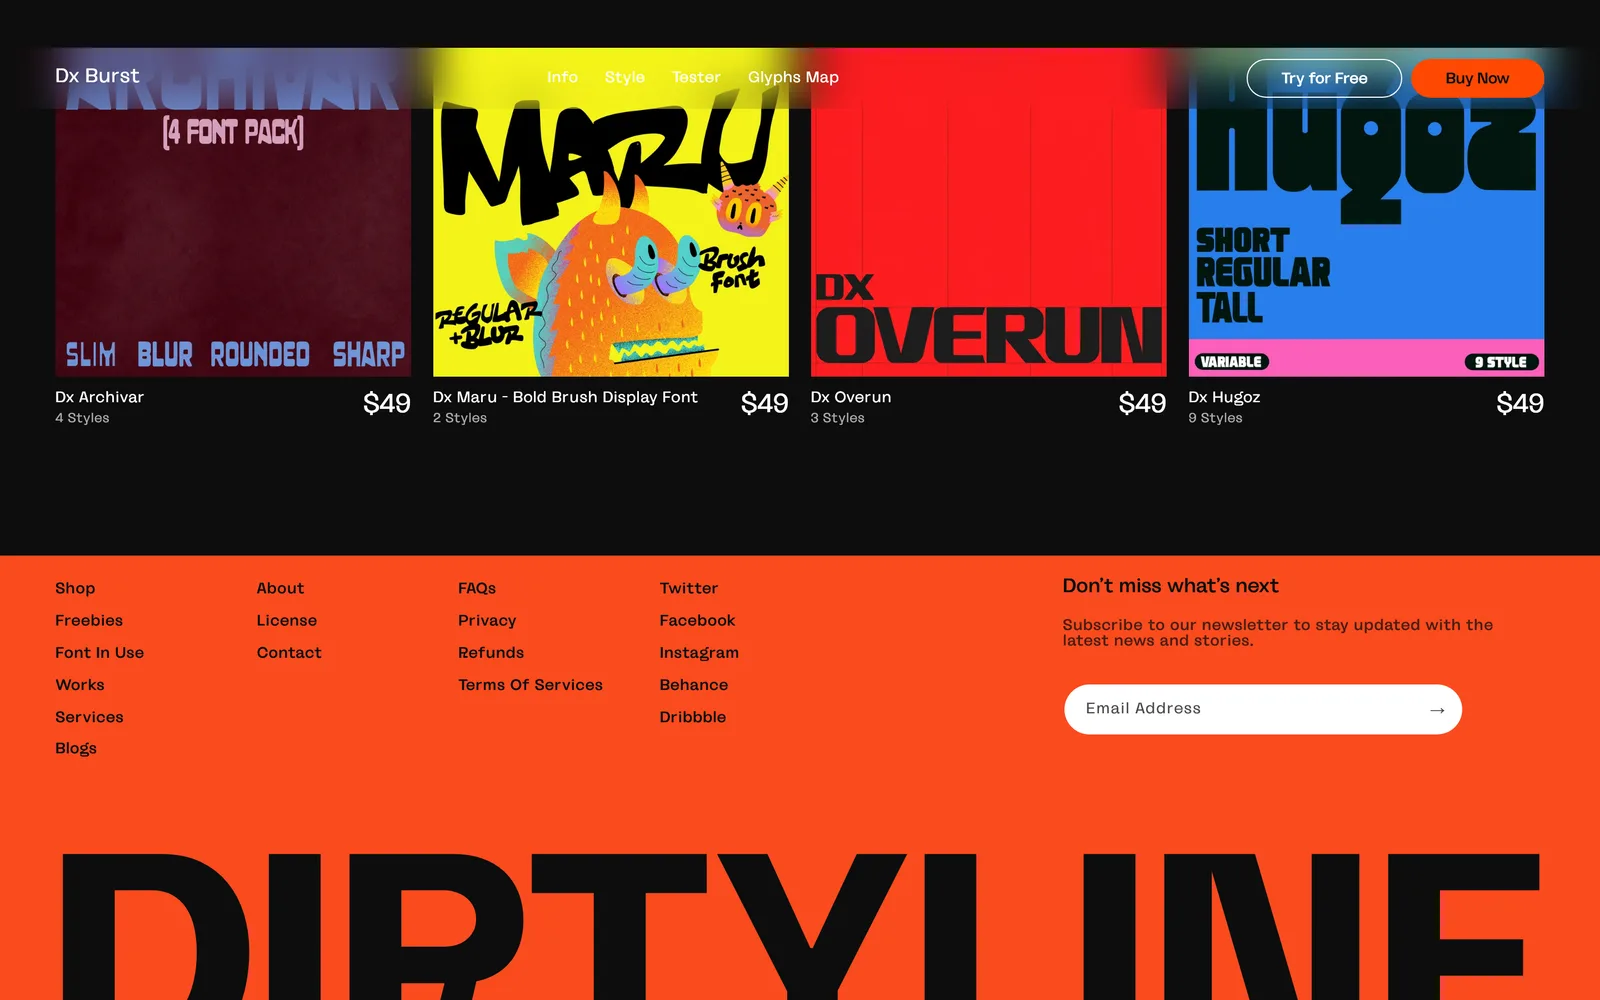 Dx Burst
Info Style Tester Glyphs Map
Try for Free
Buy Now
ARCHIVAR
[4 FONT PACK]
SLIM BLUR ROUNDED SHARP
Dx Archivar
4 Styles
$49
MARU
Brush
Font
REGULAR
+BLUR
Dx Maru - Bold Brush Display Font
2 Styles
$49
DX
OVERUN
Dx Overun
3 Styles
$49
Hugoz
SHORT
REGULAR
TALL
VARIABLE
9 STYLE
Dx Hugoz
9 Styles
$49
Shop
Freebies
Font In Use
Works
Services
Blogs
About
License
Contact
FAQs
Privacy
Refunds
Terms Of Services
Twitter
Facebook
Instagram
Behance
Dribbble
Don't miss what's next
Subscribe to our newsletter to stay updated with the
latest news and stories.
Email Address →
DIRTYLINE